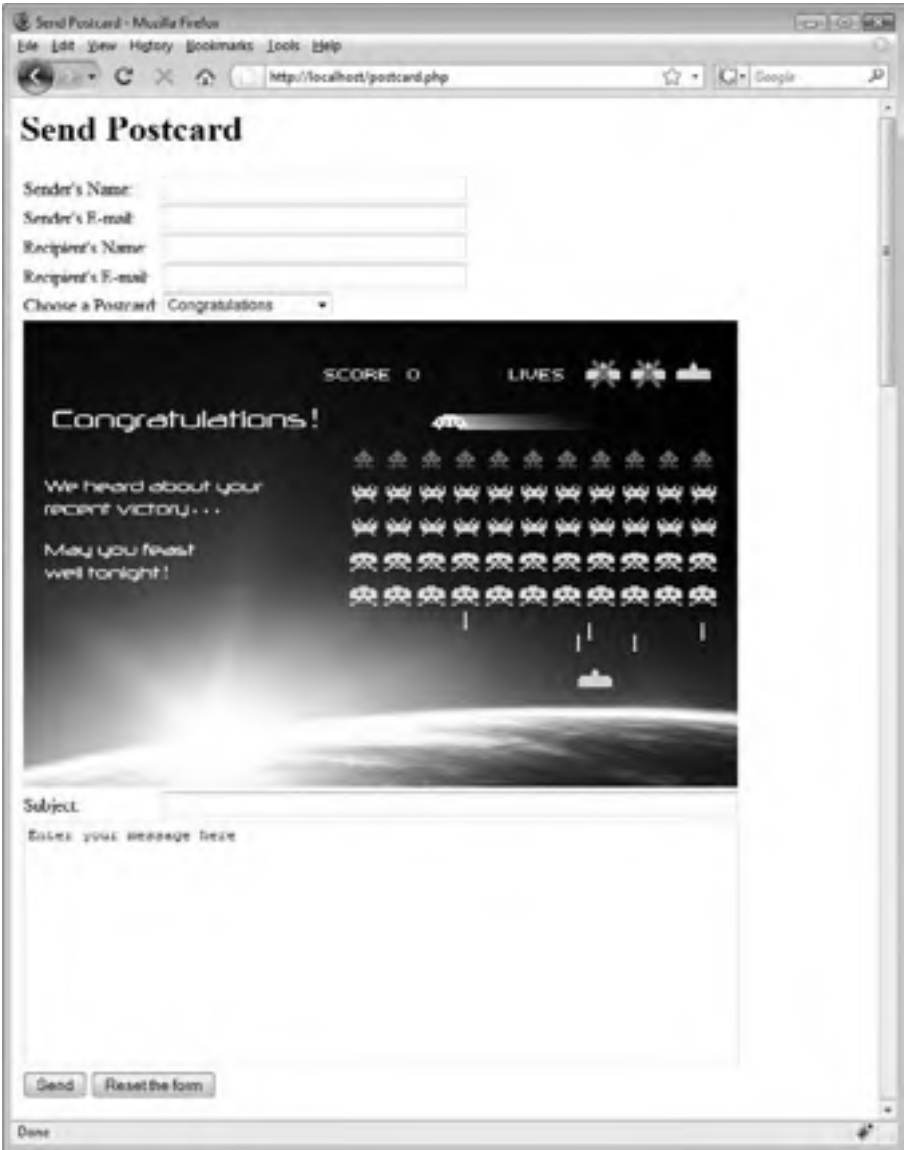 Send Postcard - Mozilla Firefox
File Edit View History Bookmarks Tools Help
http://localhost/postcard.php
Google
Send Postcard
Sender's Name:
Sender's E-mail:
Recipient's Name:
Recipient's E-mail:
Choose a Postcard: Congratulations
SCORE 0 LIVES
Congratulations!
We heard about your
recent victory...
May you feast
well tonight!
Subject:
Enter your message here
Send Reset the form
Done